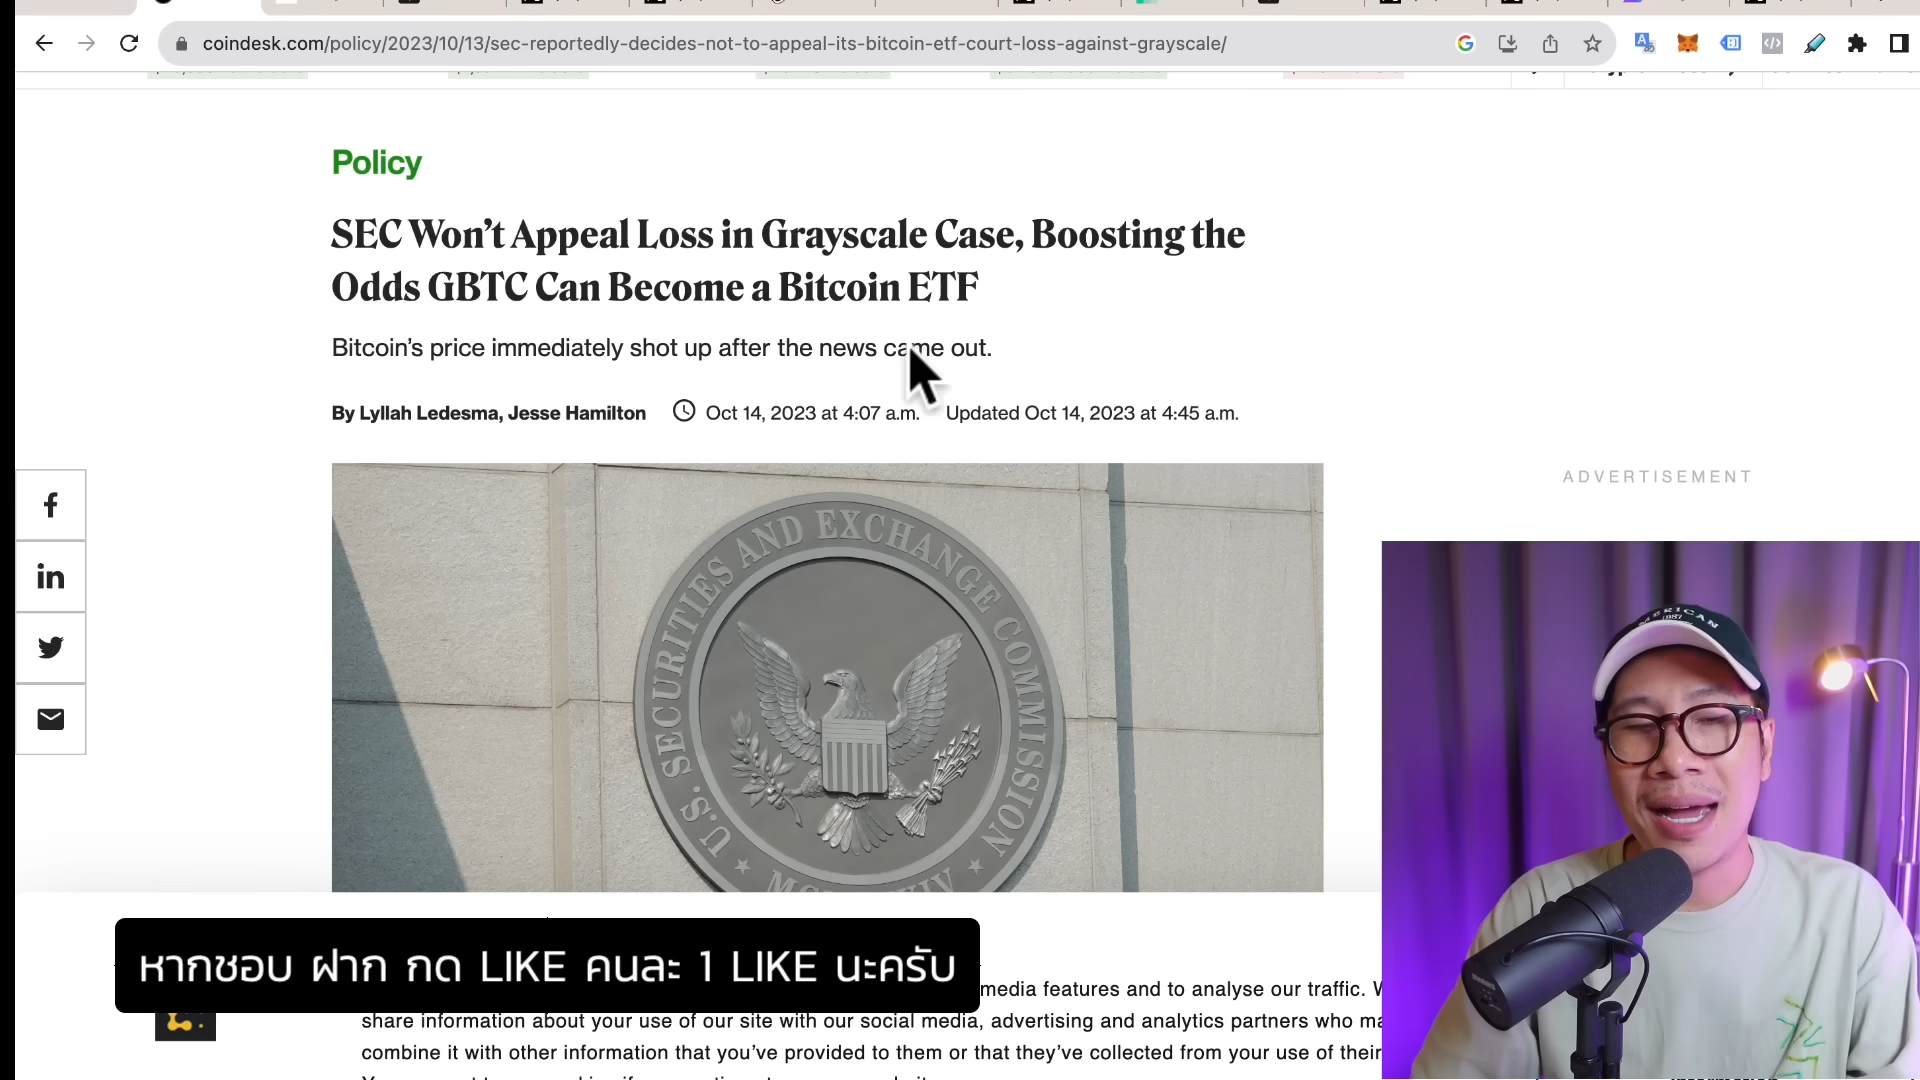 coindesk.com/policy/2023/10/13/sec-reportedly-decides-not-to-appeal-its-bitcoin-etf-court-loss-against-grayscale/
Policy
SEC Won’t Appeal Loss in Grayscale Case, Boosting the
Odds GBTC Can Become a Bitcoin ETF
Bitcoin’s price immediately shot up after the news came out.
By Lyllah Ledesma, Jesse Hamilton Oct 14, 2023 at 4:07 a.m. Updated Oct 14, 2023 at 4:45 a.m.
ADVERTISEMENT
U.S. SECURITIES AND EXCHANGE COMMISSION
AMERICAN
1987
หากชอบ ฝาก กด LIKE คนละ 1 LIKE นะครับ
media features and to analyse our traffic.
share information about your use of our site with our social media, advertising and analytics partners who
combine it with other information that you’ve provided to them or that they’ve collected from your use of their